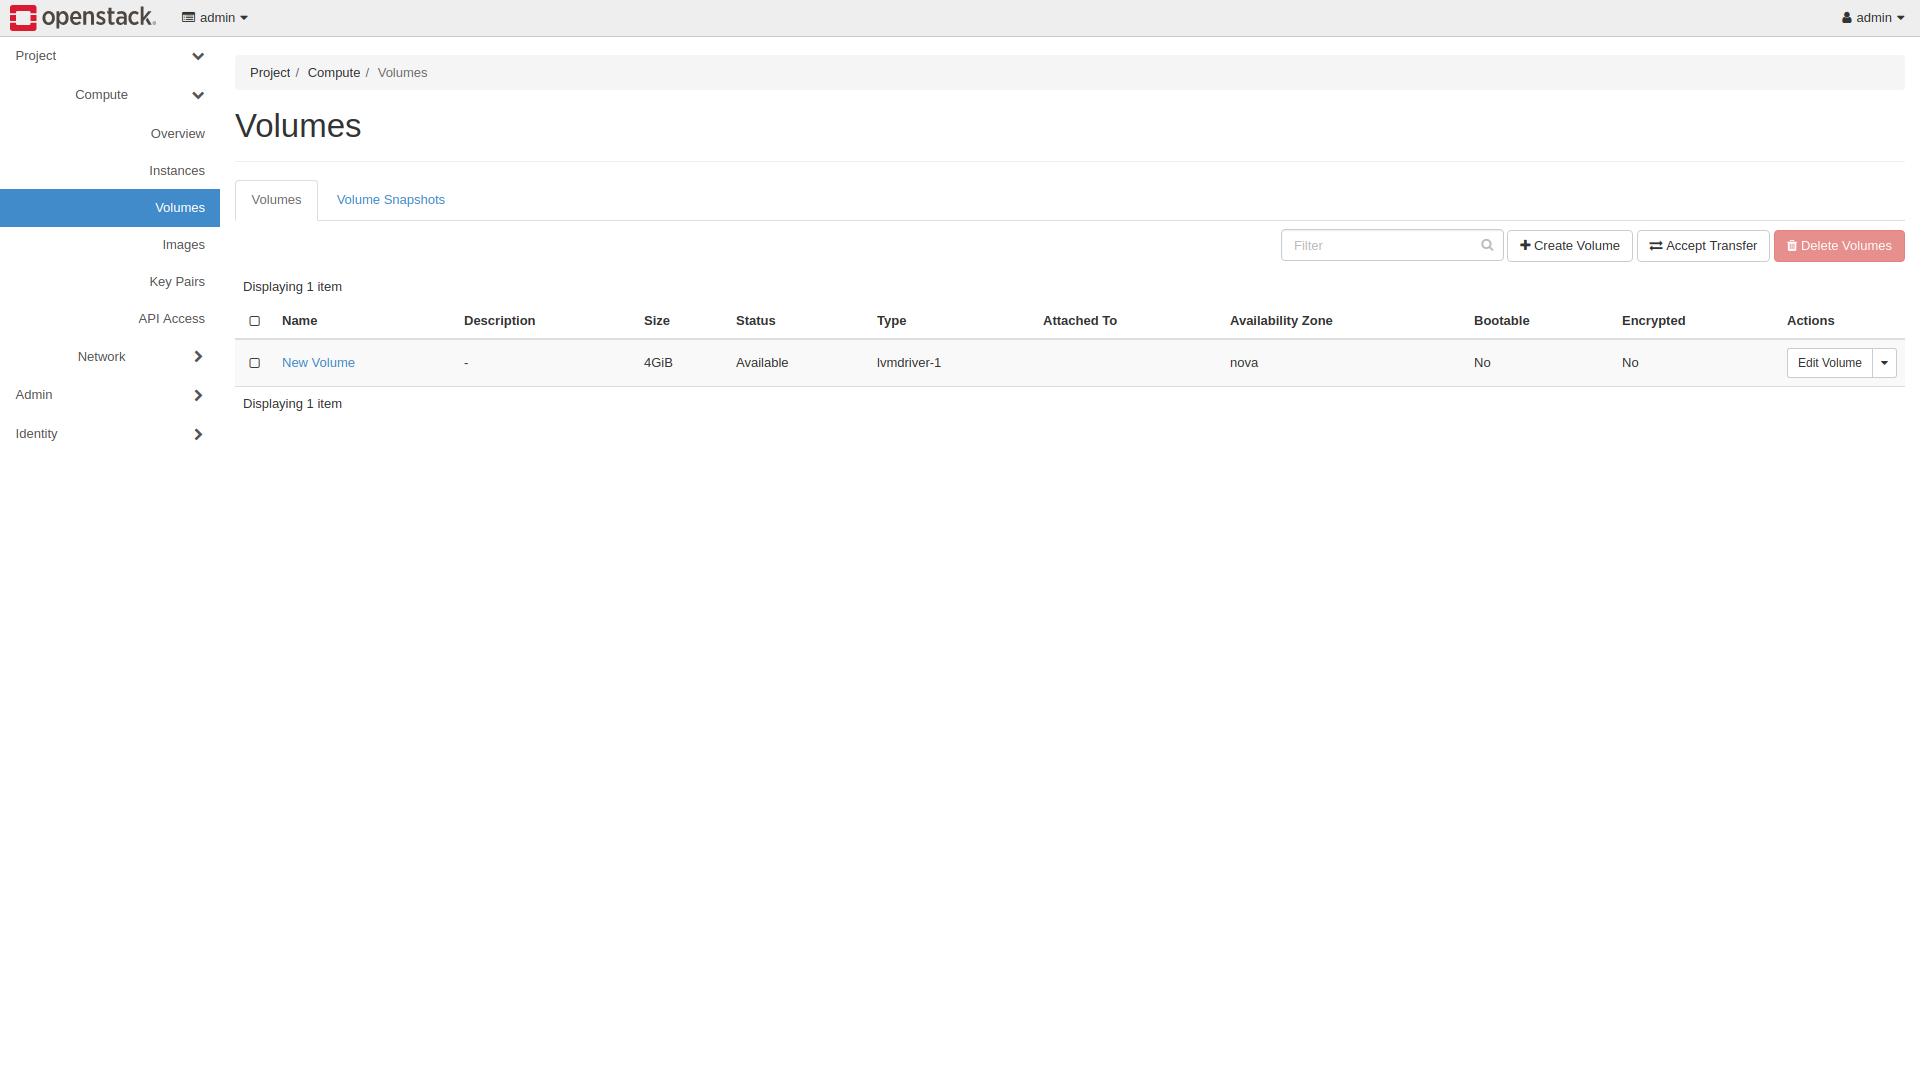 openstack. admin admin
Project
Project / Compute / Volumes
Compute
Volumes
Overview
Instances
Volumes Volume Snapshots
Volumes
Images
Filter Create Volume Accept Transfer Delete Volumes
Key Pairs
Displaying 1 item
API Access
Name Description Size Status Type Attached To Availability Zone Bootable Encrypted Actions
Network
New Volume - 4GiB Available lvmdriver-1 nova No No Edit Volume
Admin
Displaying 1 item
Identity